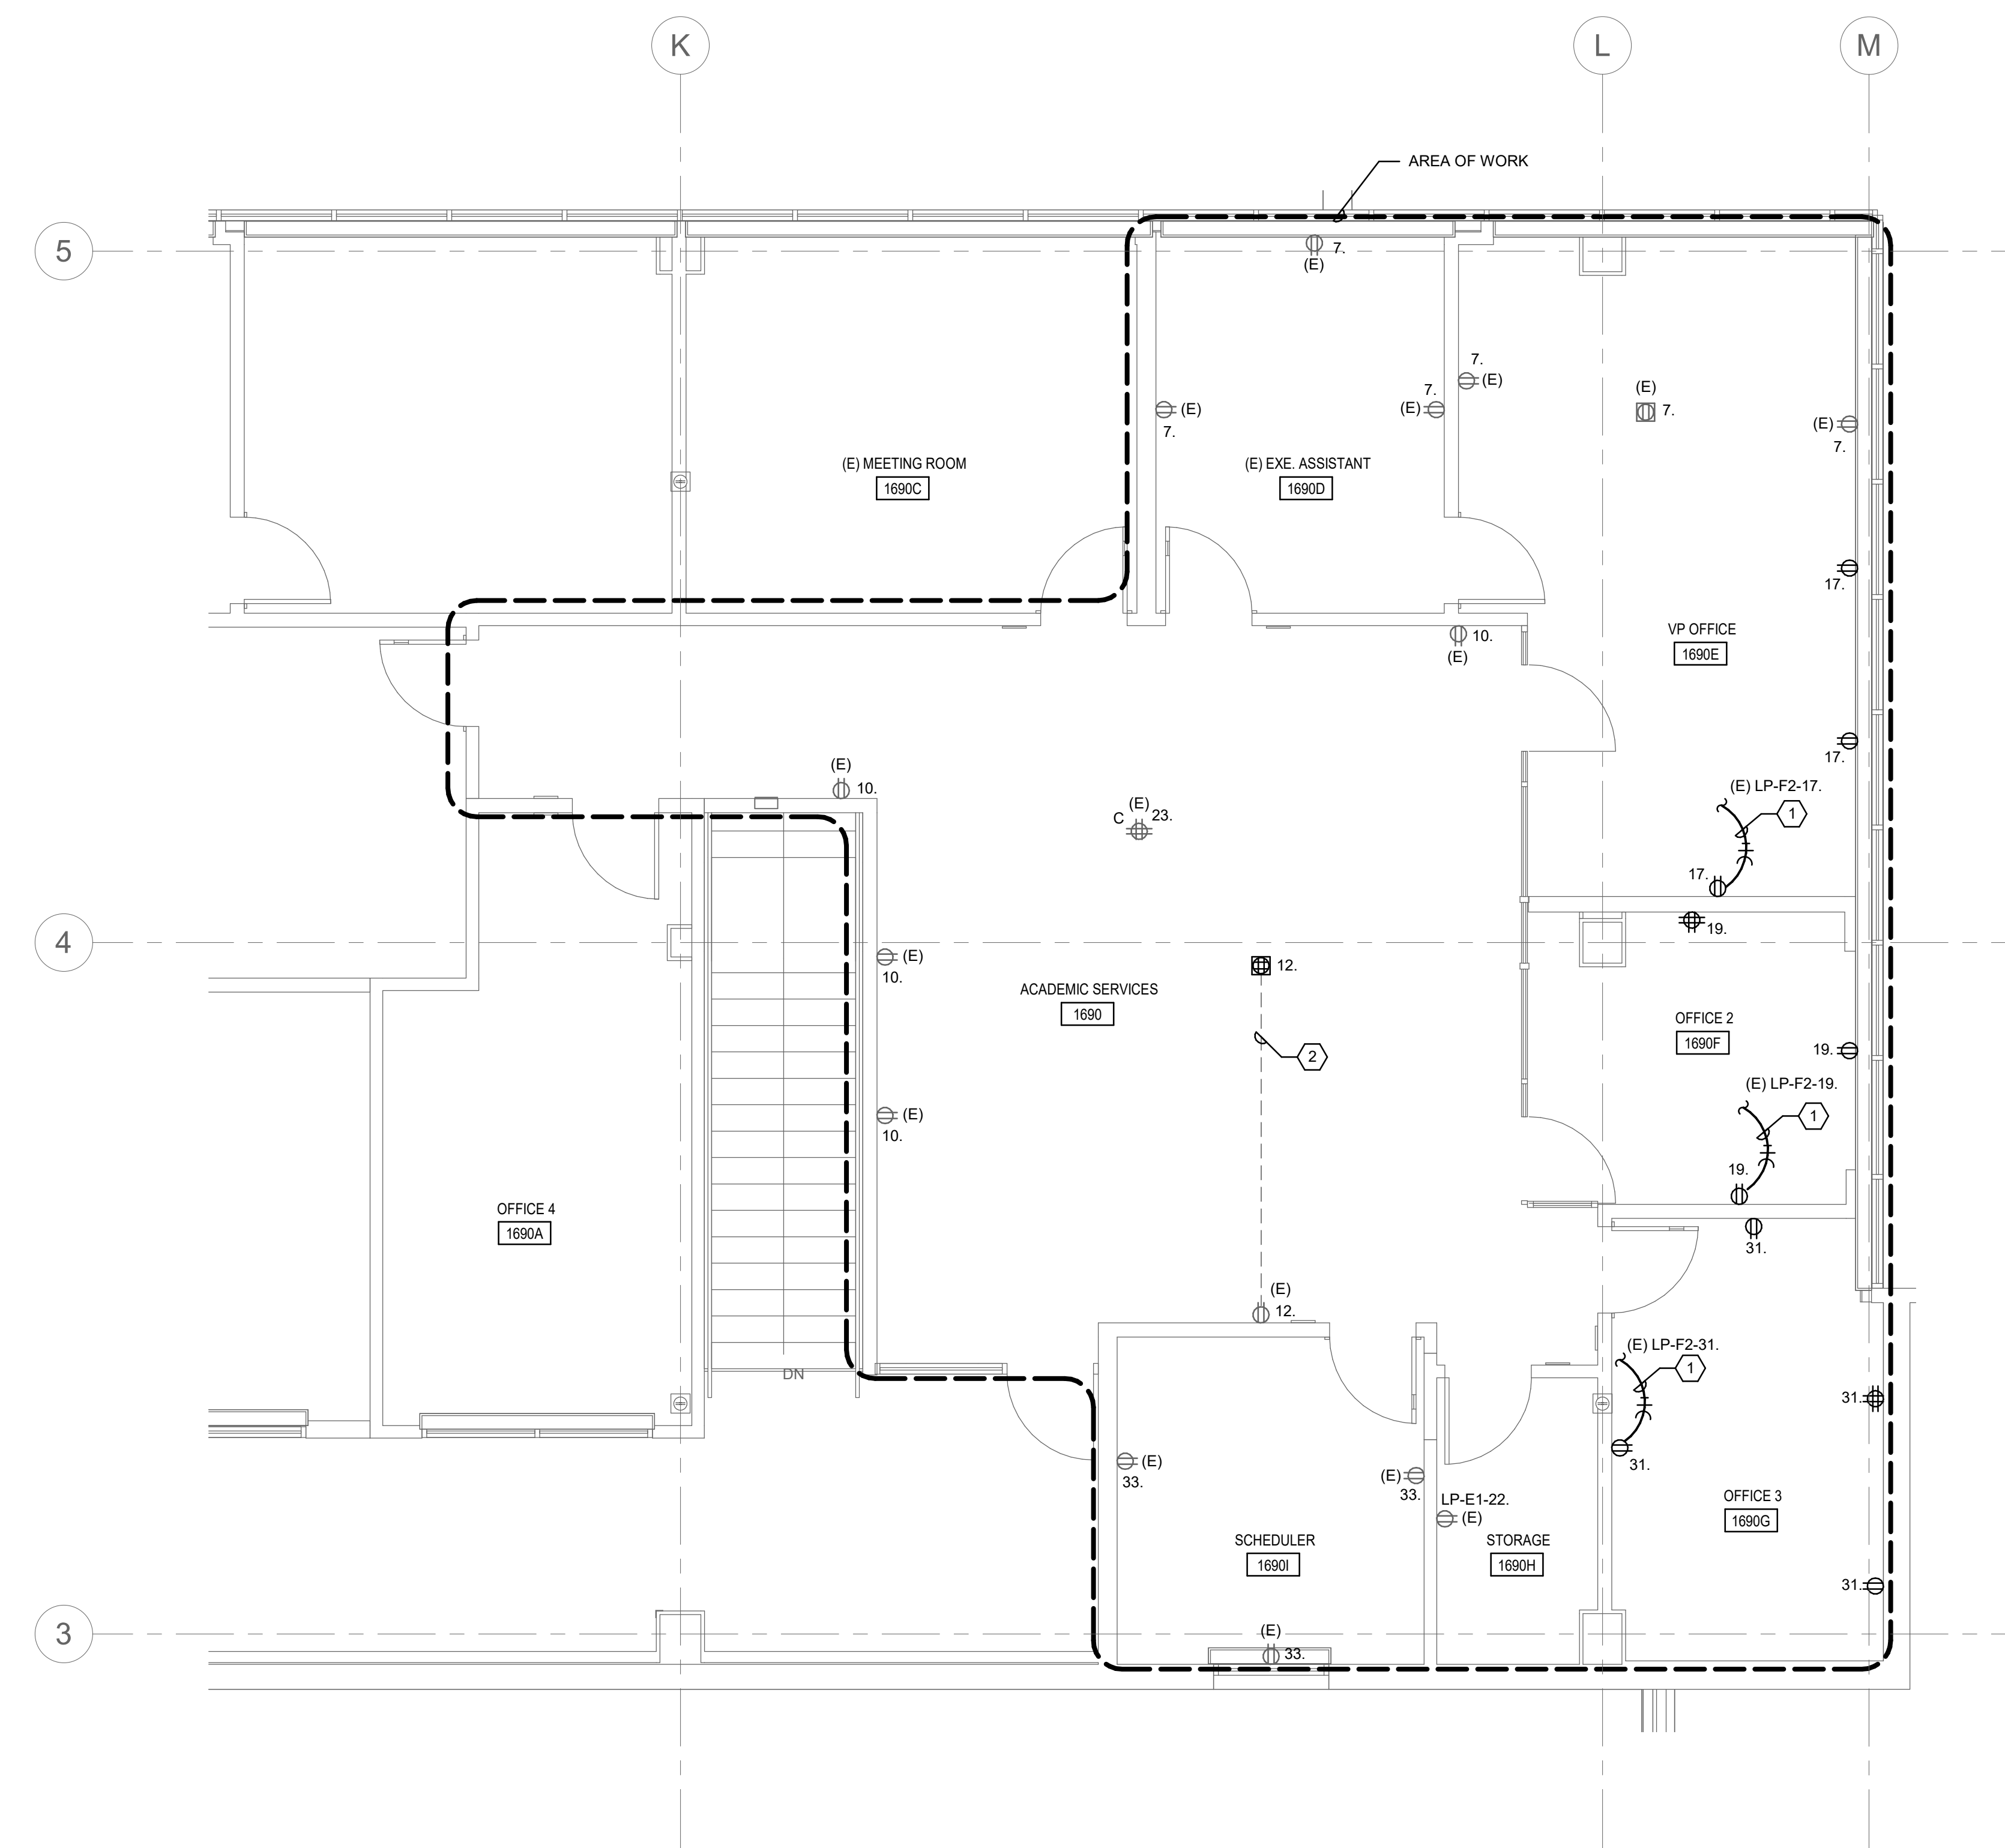 K
L
M
AREA OF WORK
5
7.
(E)
7.
(E)
(E)
7.
7.
(E)
(E)
7.
(E)
7.
(E)
7.
(E) MEETING ROOM
1690C
(E) EXE. ASSISTANT
1690D
17.
VP OFFICE
1690E
10.
(E)
17.
(E)
10.
(E)
C
23.
(E) LP-F2-17.
1
17.
19.
4
(E)
10.
12.
ACADEMIC SERVICES
1690
OFFICE 2
1690F
2
19.
(E) LP-F2-19.
1
(E)
10.
19.
OFFICE 4
1690A
31.
(E)
12.
(E) LP-F2-31.
1
DN
31.
31.
(E)
33.
(E)
33.
LP-E1-22.
(E)
OFFICE 3
1690G
SCHEDULER
1690I
STORAGE
1690H
31.
3
(E)
33.